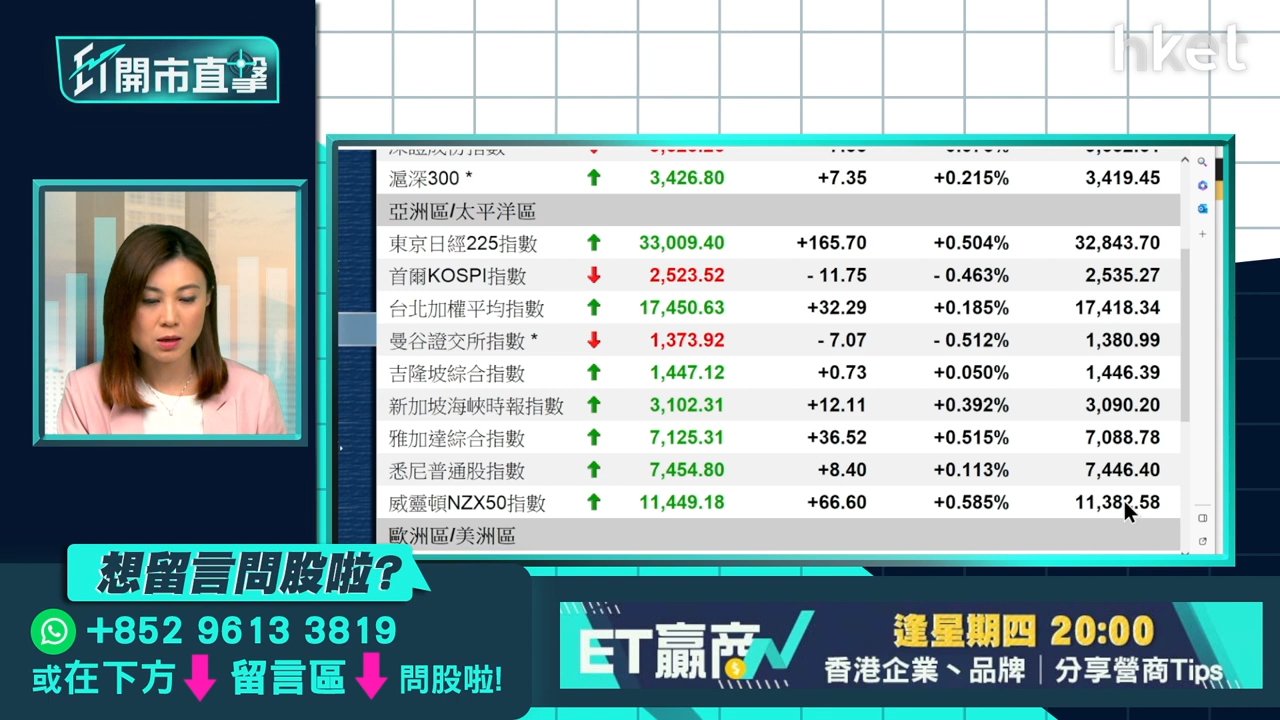 ET開市直擊
hket
滬深300 * 3,426.80 +7.35 +0.215% 3,419.45
亞洲區/太平洋區
東京日經225指數 33,009.40 +165.70 +0.504% 32,843.70
首爾KOSPI指數 2,523.52 - 11.75 - 0.463% 2,535.27
台北加權平均指數 17,450.63 +32.29 +0.185% 17,418.34
曼谷證交所指數 * 1,373.92 - 7.07 - 0.512% 1,380.99
吉隆坡綜合指數 1,447.12 +0.73 +0.050% 1,446.39
新加坡海峽時報指數 3,102.31 +12.11 +0.392% 3,090.20
雅加達綜合指數 7,125.31 +36.52 +0.515% 7,088.78
悉尼普通股指數 7,454.80 +8.40 +0.113% 7,446.40
威靈頓NZX50指數 11,449.18 +66.60 +0.585% 11,382.58
歐洲區/美洲區
想留言問股啦?
+852 9613 3819
或在下方 留言區 問股啦!
ET贏商
逢星期四 20:00
香港企業、品牌｜分享營商Tips